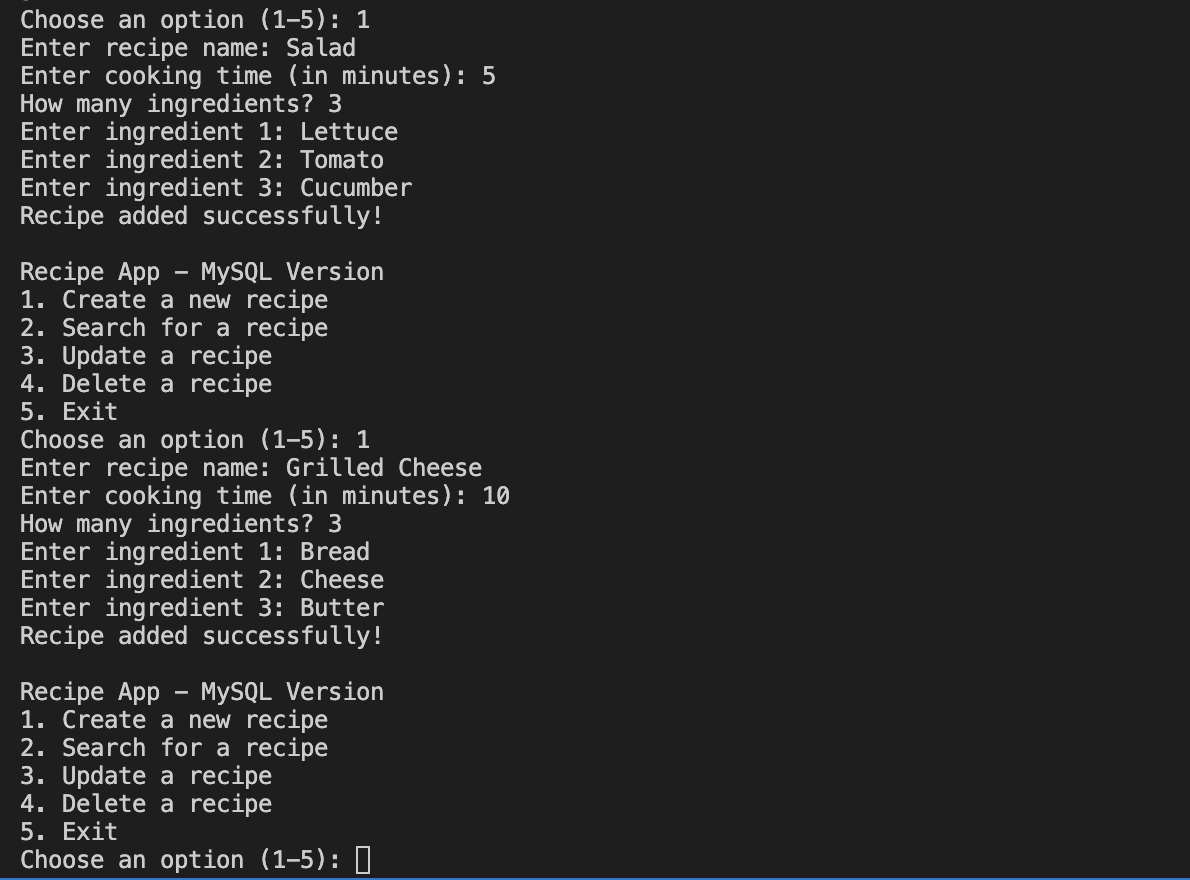 Choose an option (1–5): 1
Enter recipe name: Salad
Enter cooking time (in minutes): 5
How many ingredients? 3
Enter ingredient 1: Lettuce
Enter ingredient 2: Tomato
Enter ingredient 3: Cucumber
Recipe added successfully!

Recipe App – MySQL Version
1. Create a new recipe
2. Search for a recipe
3. Update a recipe
4. Delete a recipe
5. Exit
Choose an option (1–5): 1
Enter recipe name: Grilled Cheese
Enter cooking time (in minutes): 10
How many ingredients? 3
Enter ingredient 1: Bread
Enter ingredient 2: Cheese
Enter ingredient 3: Butter
Recipe added successfully!

Recipe App – MySQL Version
1. Create a new recipe
2. Search for a recipe
3. Update a recipe
4. Delete a recipe
5. Exit
Choose an option (1–5):